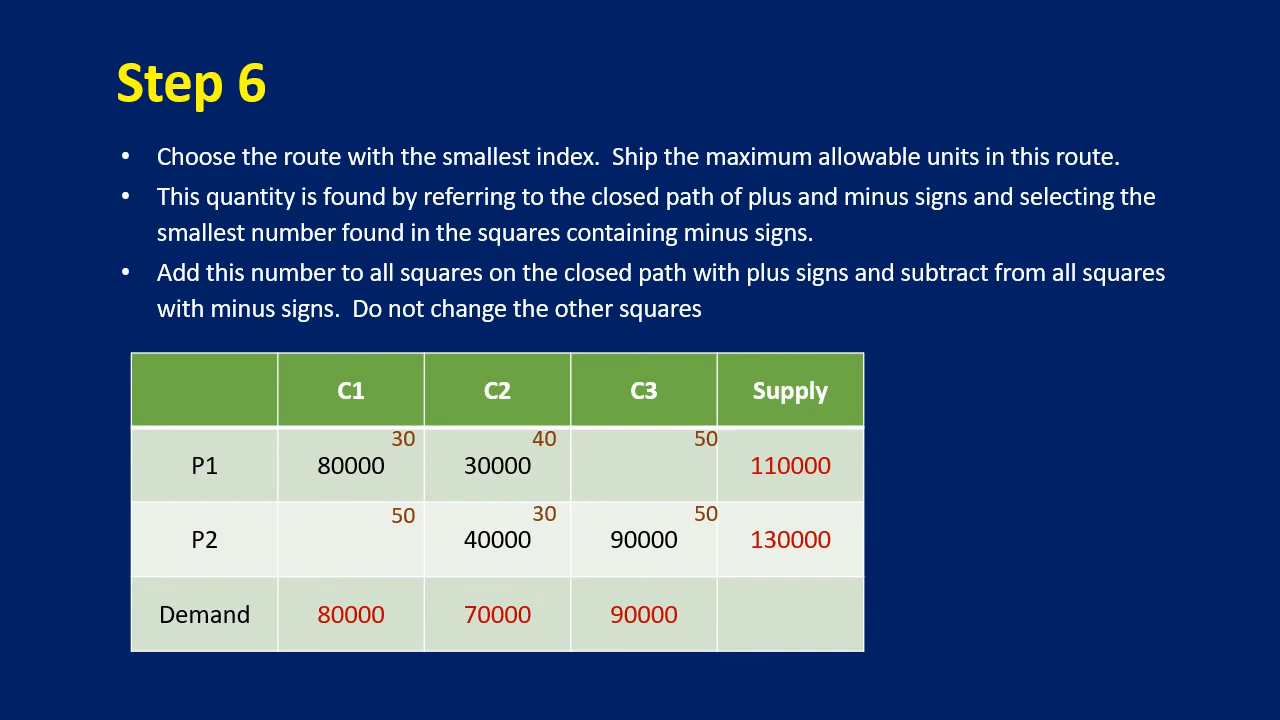 Step 6
• Choose the route with the smallest index.  Ship the maximum allowable units in this route.
• This quantity is found by referring to the closed path of plus and minus signs and selecting the
smallest number found in the squares containing minus signs.
• Add this number to all squares on the closed path with plus signs and subtract from all squares
with minus signs.  Do not change the other squares
C1 C2 C3 Supply
30 40 50
P1 80000 30000 110000
50 30 50
P2 40000 90000 130000
Demand 80000 70000 90000